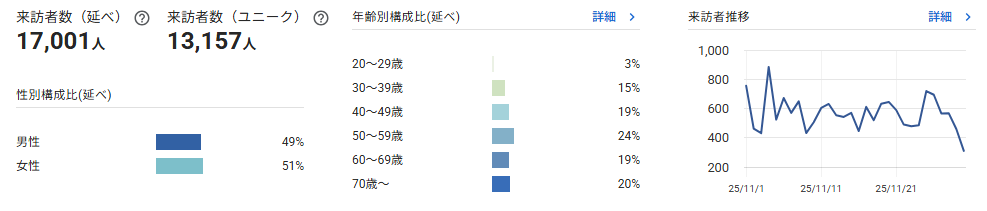 来訪者数（延べ） ? 来訪者数（ユニーク） ?
17,001人 13,157人
性別構成比(延べ)
男性 49%
女性 51%
年齢別構成比(延べ) 詳細
20～29歳 3%
30～39歳 15%
40～49歳 19%
50～59歳 24%
60～69歳 19%
70歳～ 20%
来訪者推移 詳細
1,000
800
600
400
200
25/11/1 25/11/11 25/11/21